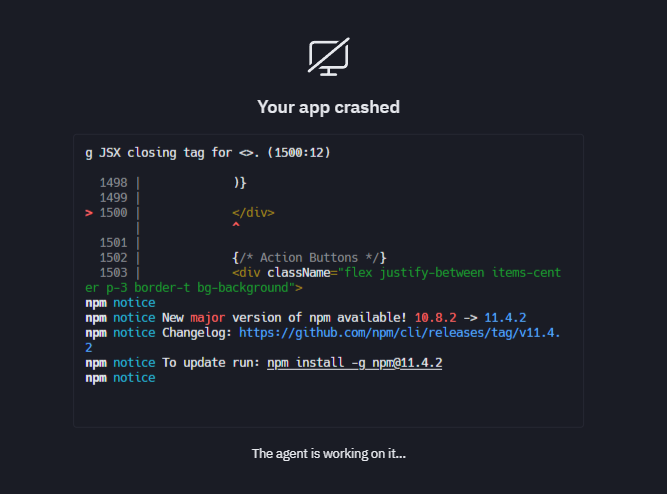 Your app crashed
g JSX closing tag for <>. (1500:12)
1498 |             )}
1499 |
> 1500 |             </div>
|             ^
1501 |
1502 |             {/* Action Buttons */}
1503 |             <div className="flex justify-between items-cent
er p-3 border-t bg-background">
npm notice
npm notice New major version of npm available! 10.8.2 -> 11.4.2
npm notice Changelog: https://github.com/npm/cli/releases/tag/v11.4.
2
npm notice To update run: npm install -g npm@11.4.2
npm notice
The agent is working on it...